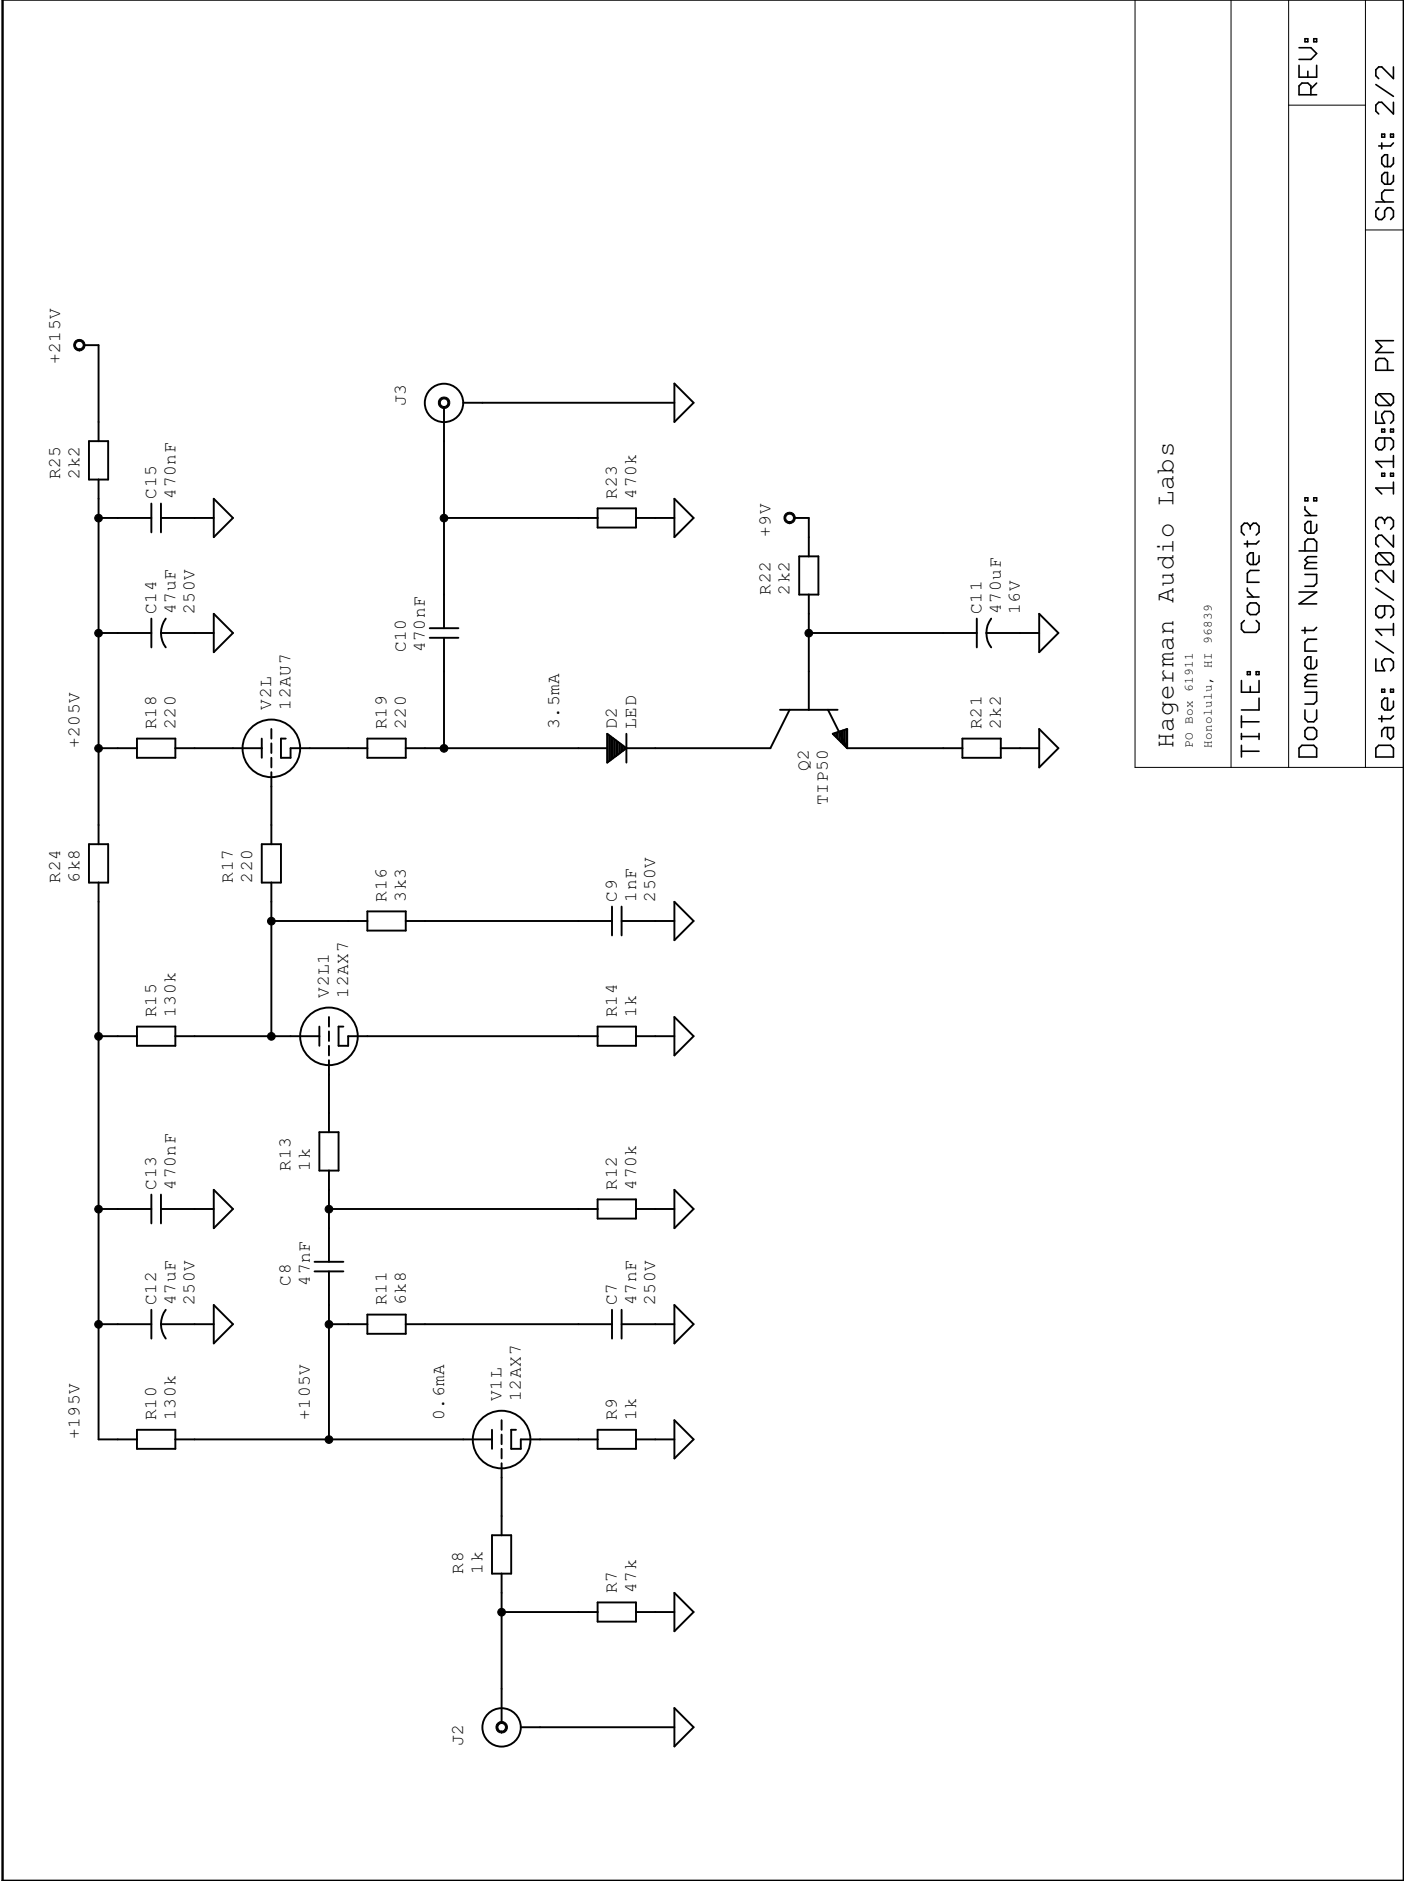 +215V
R25
2k2
C15
470nF
C14
47uF
250V
+205V
R18
220
V2L
12AU7
R19
220
J3
C10
470nF
R23
470k
3.5mA
D2
LED
+9V
R22
2k2
C11
470uF
16V
Q2
TIP50
R21
2k2
R24
6k8
R17
220
R16
3k3
C9
1nF
250V
R15
130k
V2L1
12AX7
R14
1k
R13
1k
C13
470nF
R12
470k
C8
47nF
C12
47uF
250V
R11
6k8
C7
47nF
250V
+195V
R10
130k
+105V
0.6mA
V1L
12AX7
R9
1k
R8
1k
R7
47k
J2
Hagerman Audio Labs
PO Box 61911
Honolulu, HI 96839
TITLE: Cornet3
Document Number:
REV:
Date: 5/19/2023 1:19:50 PM
Sheet: 2/2